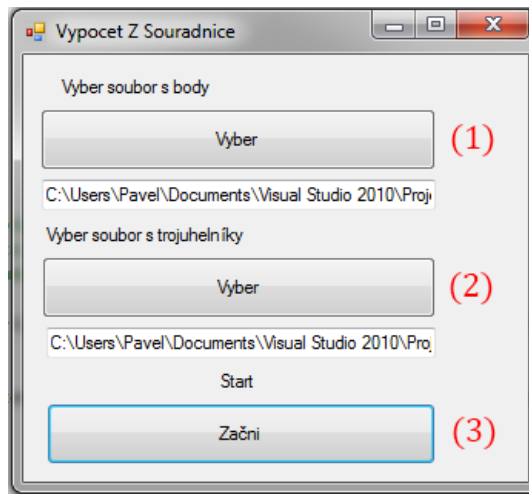 Vypocet Z Souradnice
Vyber soubor s body
Vyber (1)
C:\Users\Pavel\Documents\Visual Studio 2010\Proj
Vyber soubor s trojuhelníky
Vyber (2)
C:\Users\Pavel\Documents\Visual Studio 2010\Proj
Start
Začni (3)